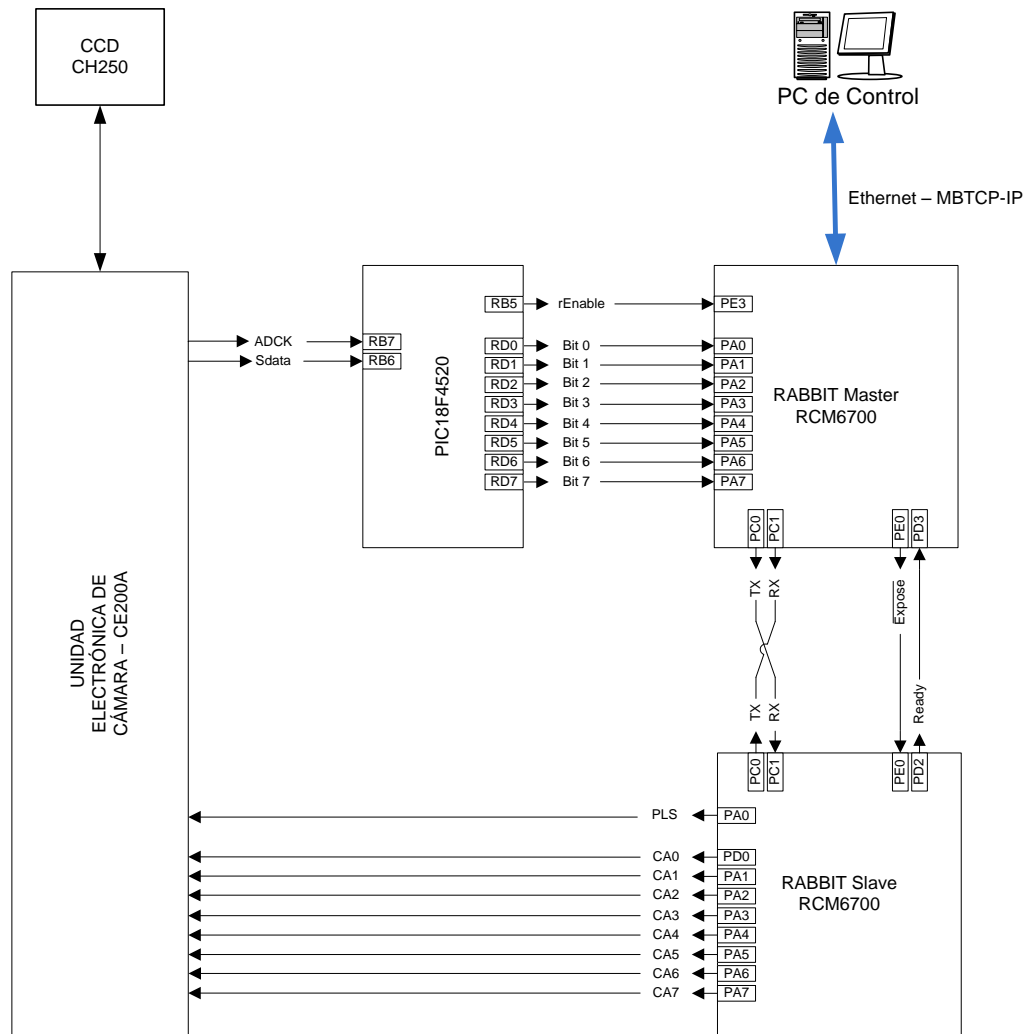 CCD
CH250
PC de Control
Ethernet – MBTCP-IP
UNIDAD
ELECTRÓNICA DE
CÁMARA – CE200A
ADCK
Sdata
RB7
RB6
PIC18F4520
RB5
rEnable
PE3
RD0
Bit 0
PA0
RD1
Bit 1
PA1
RD2
Bit 2
PA2
RD3
Bit 3
PA3
RD4
Bit 4
PA4
RD5
Bit 5
PA5
RD6
Bit 6
PA6
RD7
Bit 7
PA7
RABBIT Master
RCM6700
PC0
PC1
PE0
PD3
TX
RX
Expose
Ready
TX
RX
PC0
PC1
PE0
PD2
PLS
PA0
CA0
PD0
CA1
PA1
CA2
PA2
CA3
PA3
CA4
PA4
CA5
PA5
CA6
PA6
CA7
PA7
RABBIT Slave
RCM6700